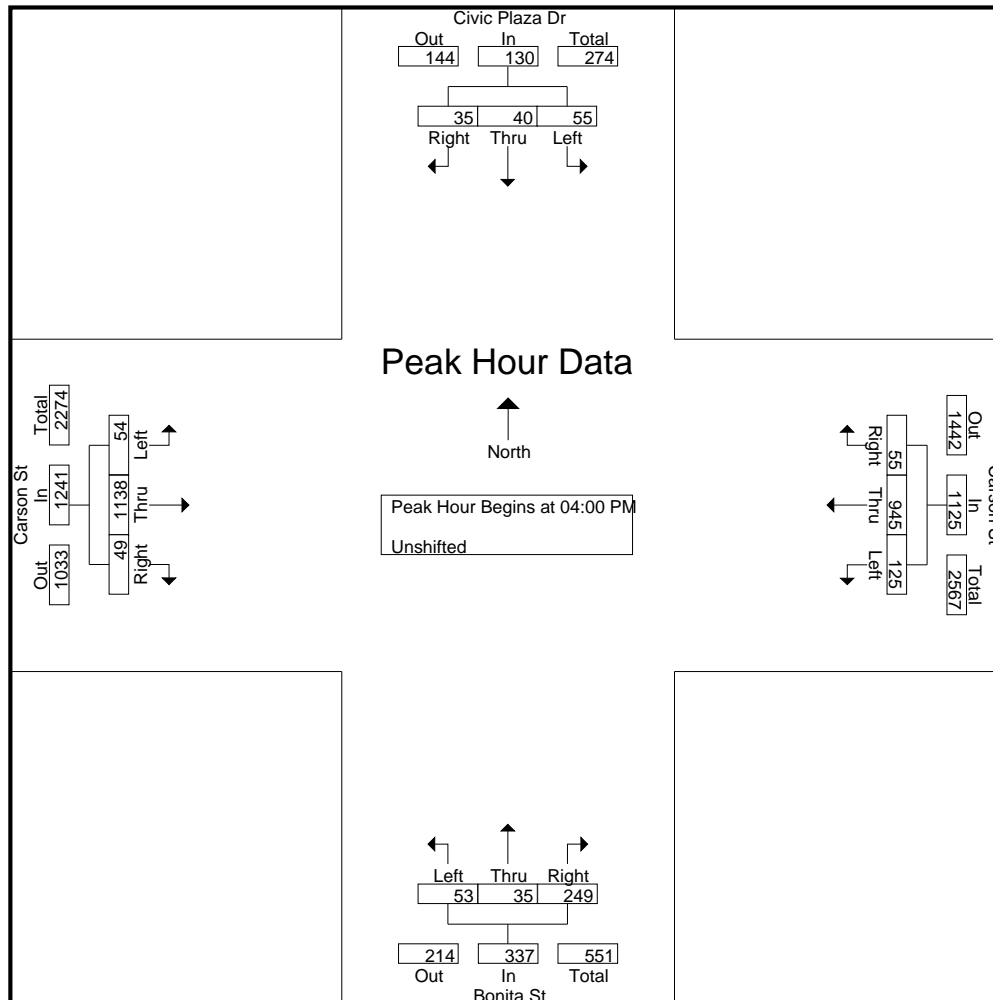 Civic Plaza Dr
Out In Total
144 130 274
35 40 55
Right Thru Left
Peak Hour Data
North
Peak Hour Begins at 04:00 PM
Unshifted
Carson St
Total In Out
2274 1241 1033
54 1138 49
Left Thru Right
Right Thru Left
55 945 125
Out In Total
1442 1125 2567
Carson St
Left Thru Right
53 35 249
214 337 551
Out In Total
Bonita St